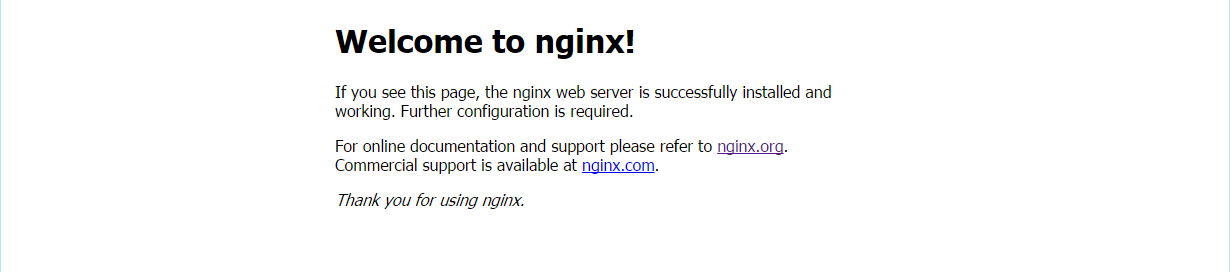 Welcome to nginx!
If you see this page, the nginx web server is successfully installed and
working. Further configuration is required.
For online documentation and support please refer to nginx.org.
Commercial support is available at nginx.com.
Thank you for using nginx.